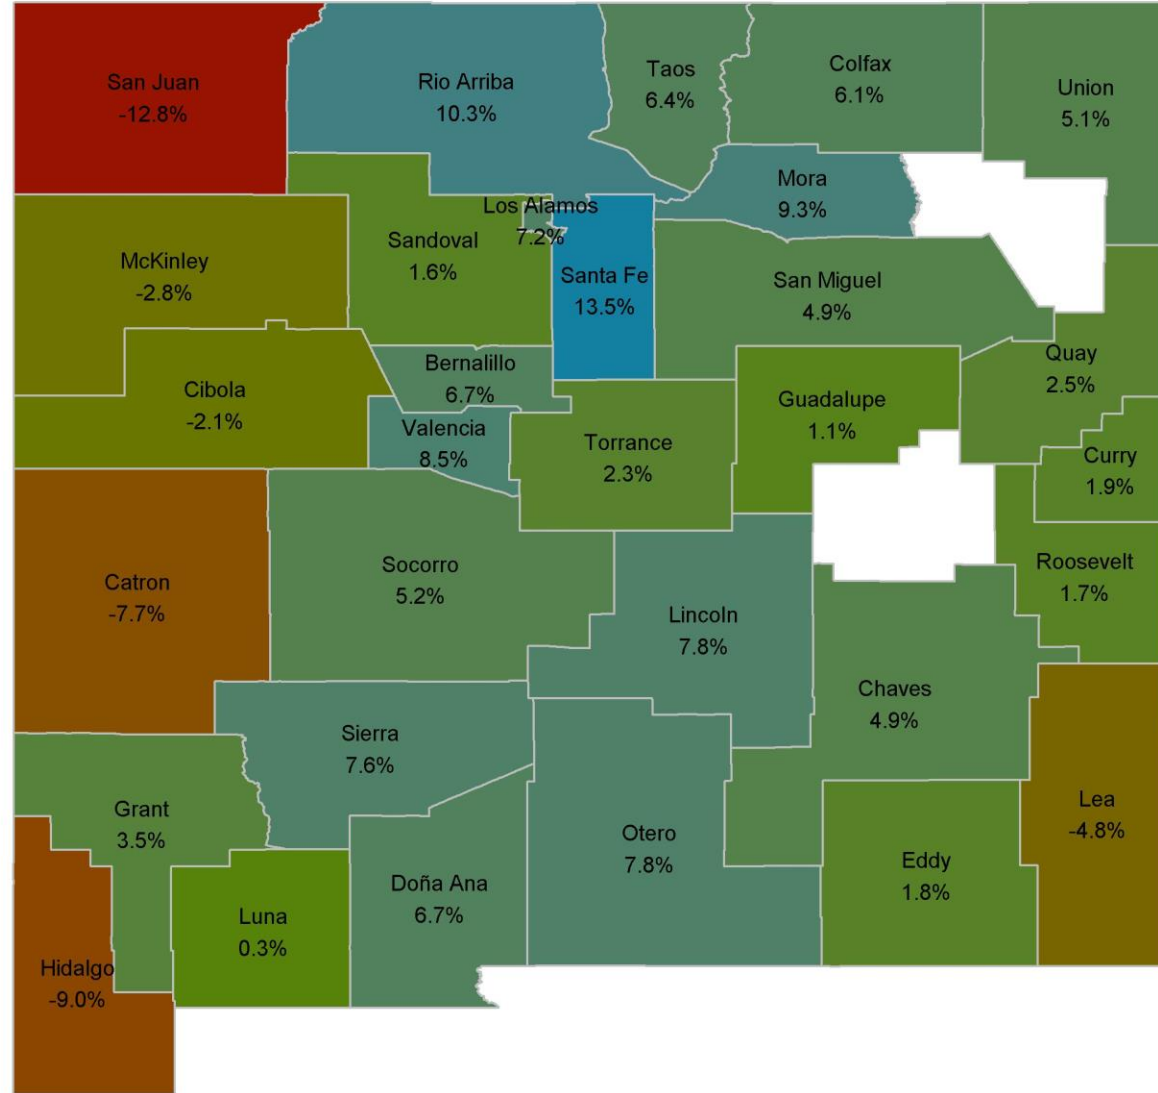 San Juan
-12.8%
Rio Arriba
10.3%
Taos
6.4%
Colfax
6.1%
Union
5.1%
Mora
9.3%
Los Alamos
7.2%
Sandoval
1.6%
McKinley
-2.8%
Santa Fe
13.5%
San Miguel
4.9%
Quay
2.5%
Bernalillo
6.7%
Cibola
-2.1%
Guadalupe
1.1%
Valencia
8.5%
Torrance
2.3%
Curry
1.9%
Catron
-7.7%
Socorro
5.2%
Roosevelt
1.7%
Lincoln
7.8%
Chaves
4.9%
Sierra
7.6%
Grant
3.5%
Lea
-4.8%
Otero
7.8%
Eddy
1.8%
Doña Ana
6.7%
Luna
0.3%
Hidalgo
-9.0%